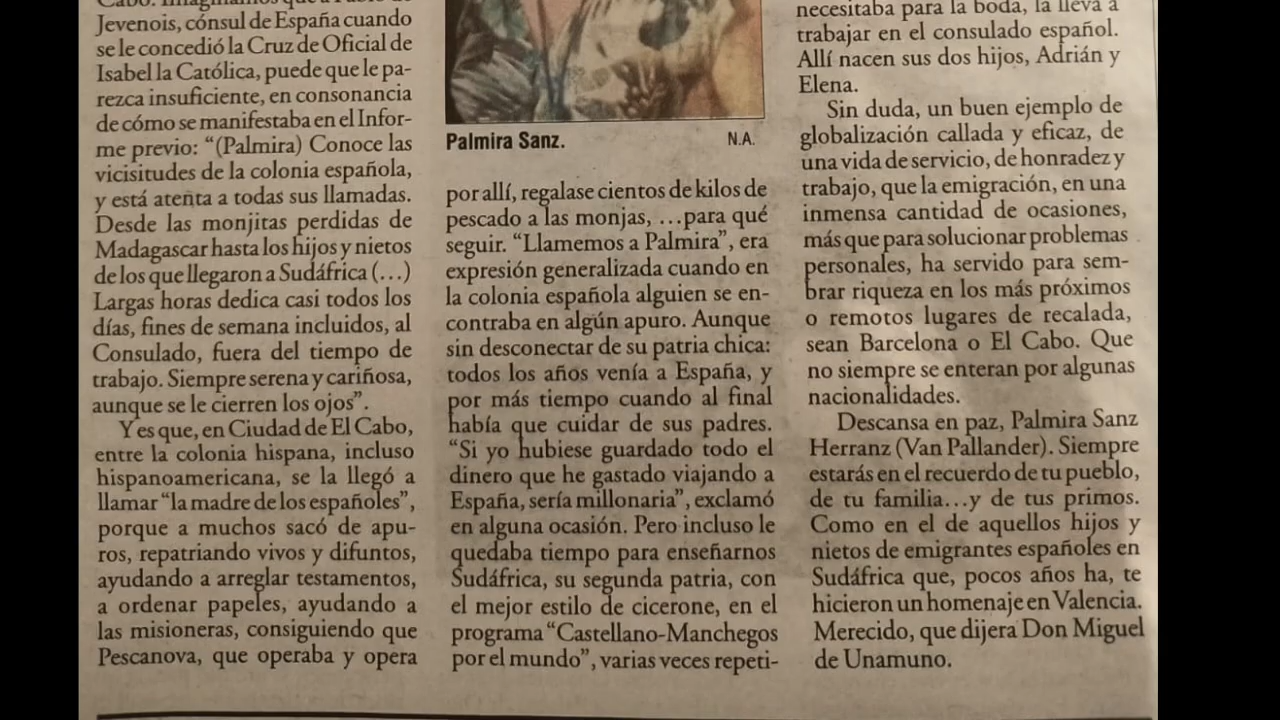 Jevenois, cónsul de España cuando
se le concedió la Cruz de Oficial de
Isabel la Católica, puede que le pa-
rezca insuficiente, en consonancia
de cómo se manifestaba en el Infor-
me previo: “(Palmira) Conoce las
vicisitudes de la colonia española,
y está atenta a todas sus llamadas.
Desde las monjitas perdidas de
Madagascar hasta los hijos y nietos
de los que llegaron a Sudáfrica (…)
Largas horas dedica casi todos los
días, fines de semana incluidos, al
Consulado, fuera del tiempo de
trabajo. Siempre serena y cariñosa,
aunque se le cierren los ojos”.
Y es que, en Ciudad de El Cabo,
entre la colonia hispana, incluso
hispanoamericana, se la llegó a
llamar “la madre de los españoles”,
porque a muchos sacó de apu-
ros, repatriando vivos y difuntos,
ayudando a arreglar testamentos,
a ordenar papeles, ayudando a
las misioneras, consiguiendo que
Pescanova, que operaba y opera
Palmira Sanz.
N.A.
por allí, regalase cientos de kilos de
pescado a las monjas, …para qué
seguir. “Llamemos a Palmira”, era
expresión generalizada cuando en
la colonia española alguien se en-
contraba en algún apuro. Aunque
sin desconectar de su patria chica:
todos los años venía a España, y
por más tiempo cuando al final
había que cuidar de sus padres.
“Si yo hubiese guardado todo el
dinero que he gastado viajando a
España, sería millonaria”, exclamó
en alguna ocasión. Pero incluso le
quedaba tiempo para enseñarnos
Sudáfrica, su segunda patria, con
el mejor estilo de cicerone, en el
programa “Castellano-Manchegos
por el mundo”, varias veces repeti-
necesitaba para la boda, la lleva a
trabajar en el consulado español.
Allí nacen sus dos hijos, Adrián y
Elena.
Sin duda, un buen ejemplo de
globalización callada y eficaz, de
una vida de servicio, de honradez y
trabajo, que la emigración, en una
inmensa cantidad de ocasiones,
más que para solucionar problemas
personales, ha servido para sem-
brar riqueza en los más próximos
o remotos lugares de recalada,
sean Barcelona o El Cabo. Que
no siempre se enteran por algunas
nacionalidades.
Descansa en paz, Palmira Sanz
Herranz (Van Pallander). Siempre
estarás en el recuerdo de tu pueblo,
de tu familia…y de tus primos.
Como en el de aquellos hijos y
nietos de emigrantes españoles en
Sudáfrica que, pocos años ha, te
hicieron un homenaje en Valencia.
Merecido, que dijera Don Miguel
de Unamuno.